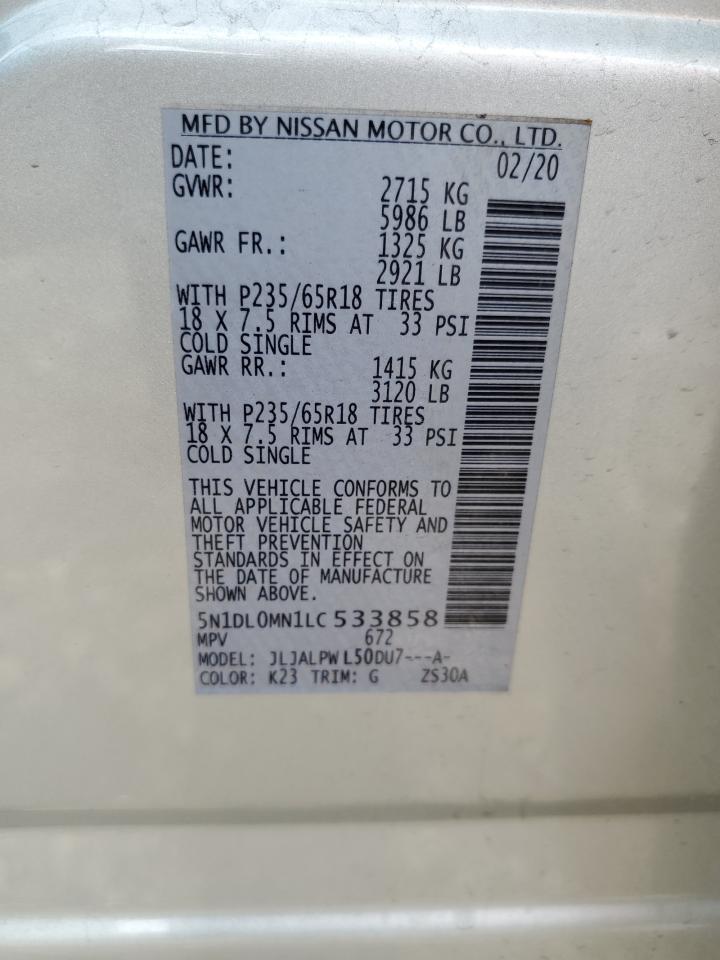 MFD BY NISSAN MOTOR CO., LTD.
DATE: 02/20
GVWR: 2715 KG
5986 LB
GAWR FR.: 1325 KG
2921 LB
WITH P235/65R18 TIRES
18 X 7.5 RIMS AT 33 PSI
COLD SINGLE
GAWR RR.: 1415 KG
3120 LB
WITH P235/65R18 TIRES
18 X 7.5 RIMS AT 33 PSI
COLD SINGLE
THIS VEHICLE CONFORMS TO
ALL APPLICABLE FEDERAL
MOTOR VEHICLE SAFETY AND
THEFT PREVENTION
STANDARDS IN EFFECT ON
THE DATE OF MANUFACTURE
SHOWN ABOVE.
5N1DL0MN1LC533858
MPV 672
MODEL: JLJALPWL50DU7---A-
COLOR: K23 TRIM: G ZS30A